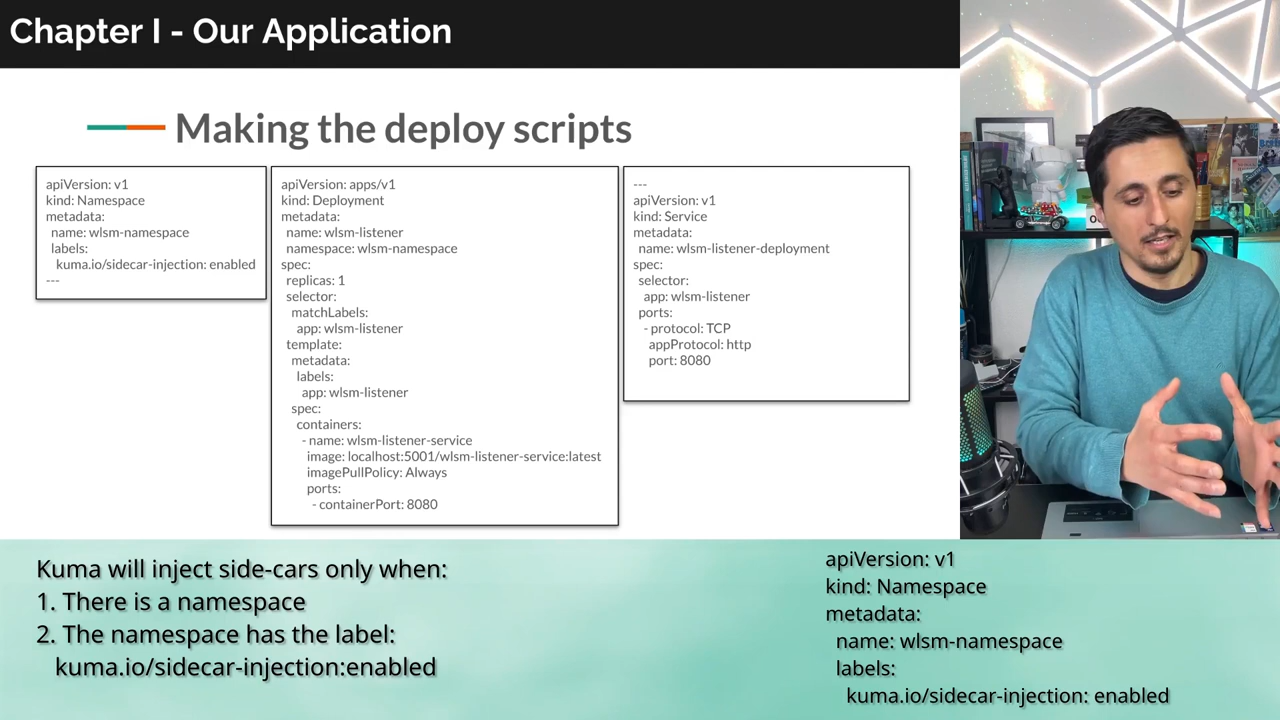 Chapter I - Our Application
Making the deploy scripts
apiVersion: v1
kind: Namespace
metadata:
  name: wlsm-namespace
  labels:
    kuma.io/sidecar-injection: enabled
---
apiVersion: apps/v1
kind: Deployment
metadata:
  name: wlsm-listener
  namespace: wlsm-namespace
spec:
  replicas: 1
  selector:
    matchLabels:
      app: wlsm-listener
  template:
    metadata:
      labels:
        app: wlsm-listener
    spec:
      containers:
        - name: wlsm-listener-service
          image: localhost:5001/wlsm-listener-service:latest
          imagePullPolicy: Always
          ports:
            - containerPort: 8080
---
apiVersion: v1
kind: Service
metadata:
  name: wlsm-listener-deployment
spec:
  selector:
    app: wlsm-listener
  ports:
    - protocol: TCP
      appProtocol: http
      port: 8080
Kuma will inject side-cars only when:
1. There is a namespace
2. The namespace has the label:
kuma.io/sidecar-injection:enabled
apiVersion: v1
kind: Namespace
metadata:
  name: wlsm-namespace
  labels:
    kuma.io/sidecar-injection: enabled